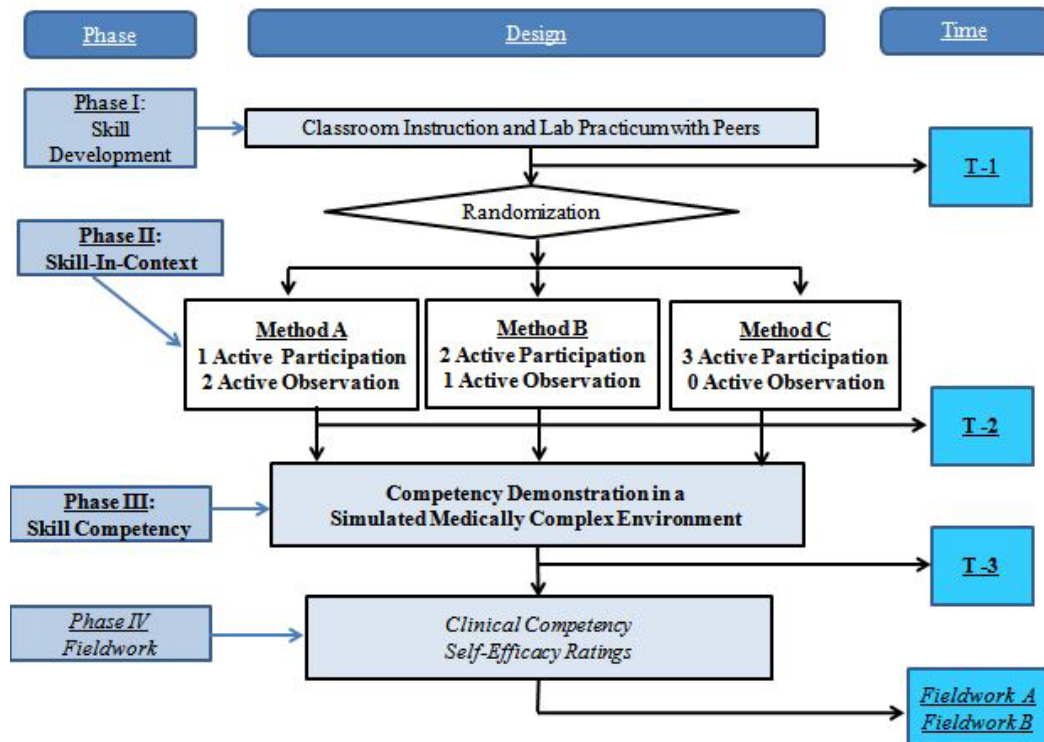 Phase
Design
Time
Phase I:
Skill
Development
Classroom Instruction and Lab Practicum with Peers
T-1
Randomization
Phase II:
Skill-In-Context
Method A
1 Active Participation
2 Active Observation
Method B
2 Active Participation
1 Active Observation
Method C
3 Active Participation
0 Active Observation
T-2
Phase III:
Skill Competency
Competency Demonstration in a
Simulated Medically Complex Environment
T-3
Phase IV
Fieldwork
Clinical Competency
Self-Efficacy Ratings
Fieldwork A
Fieldwork B